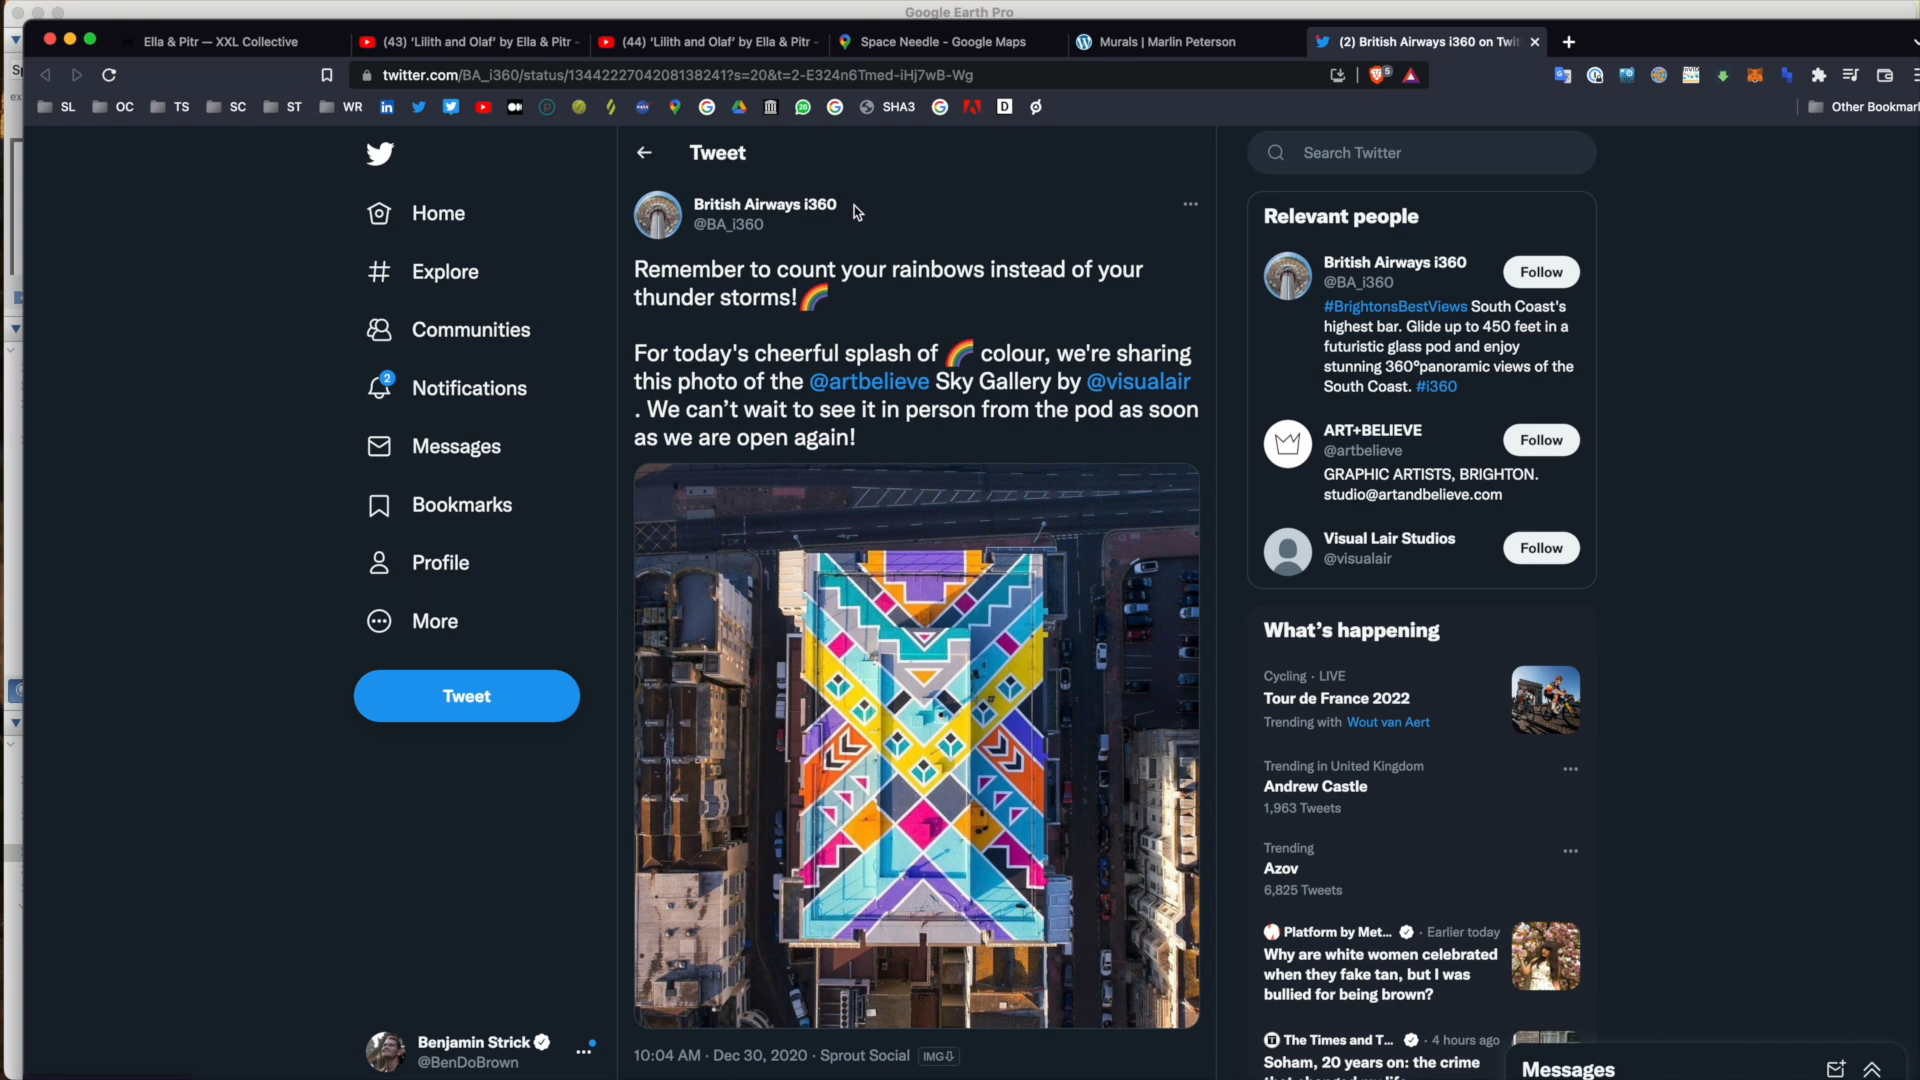 Google Earth Pro
Ella & Pitr — XXL Collective
(43) ‘Lilith and Olaf’ by Ella & Pitr -
(44) ‘Lilith and Olaf’ by Ella & Pitr -
Space Needle - Google Maps
Murals | Marlin Peterson
(2) British Airways i360 on Twit
twitter.com/BA_i360/status/1344222704208138241?s=20&t=2-E324n6Tmed-iHj7wB-Wg
5
SL
OC
TS
SC
ST
WR
SHA3
D
Other Bookmar
Home
Explore
Communities
2
Notifications
Messages
Bookmarks
Profile
More
Tweet
Benjamin Strick
@BenDoBrown
Tweet
British Airways i360
@BA_i360
Remember to count your rainbows instead of your
thunder storms!🌈
For today's cheerful splash of 🌈 colour, we're sharing
this photo of the @artbelieve Sky Gallery by @visualair
. We can’t wait to see it in person from the pod as soon
as we are open again!
10:04 AM · Dec 30, 2020 · Sprout Social IMG⇩
Search Twitter
Relevant people
British Airways i360
@BA_i360
Follow
#BrightonsBestViews South Coast's
highest bar. Glide up to 450 feet in a
futuristic glass pod and enjoy
stunning 360ºpanoramic views of the
South Coast. #i360
ART+BELIEVE
@artbelieve
Follow
GRAPHIC ARTISTS, BRIGHTON.
studio@artandbelieve.com
Visual Lair Studios
@visualair
Follow
What’s happening
Cycling · LIVE
Tour de France 2022
Trending with Wout van Aert
Trending in United Kingdom
Andrew Castle
1,963 Tweets
Trending
Azov
6,825 Tweets
Platform by Met... · Earlier today
Why are white women celebrated
when they fake tan, but I was
bullied for being brown?
The Times and T... · 4 hours ago
Soham, 20 years on: the crime
Messages